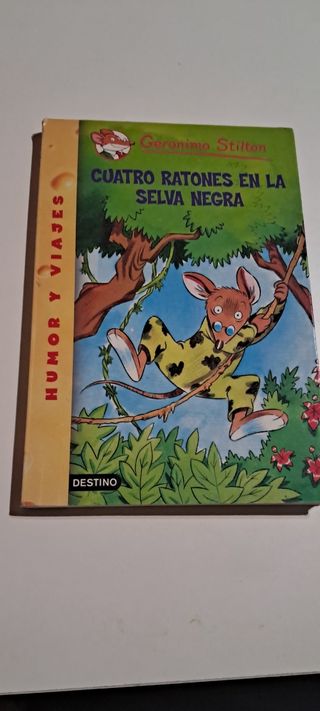 Geronimo Stilton
CUATRO RATONES EN LA
SELVA NEGRA
HUMOR Y VIAJES
DESTINO